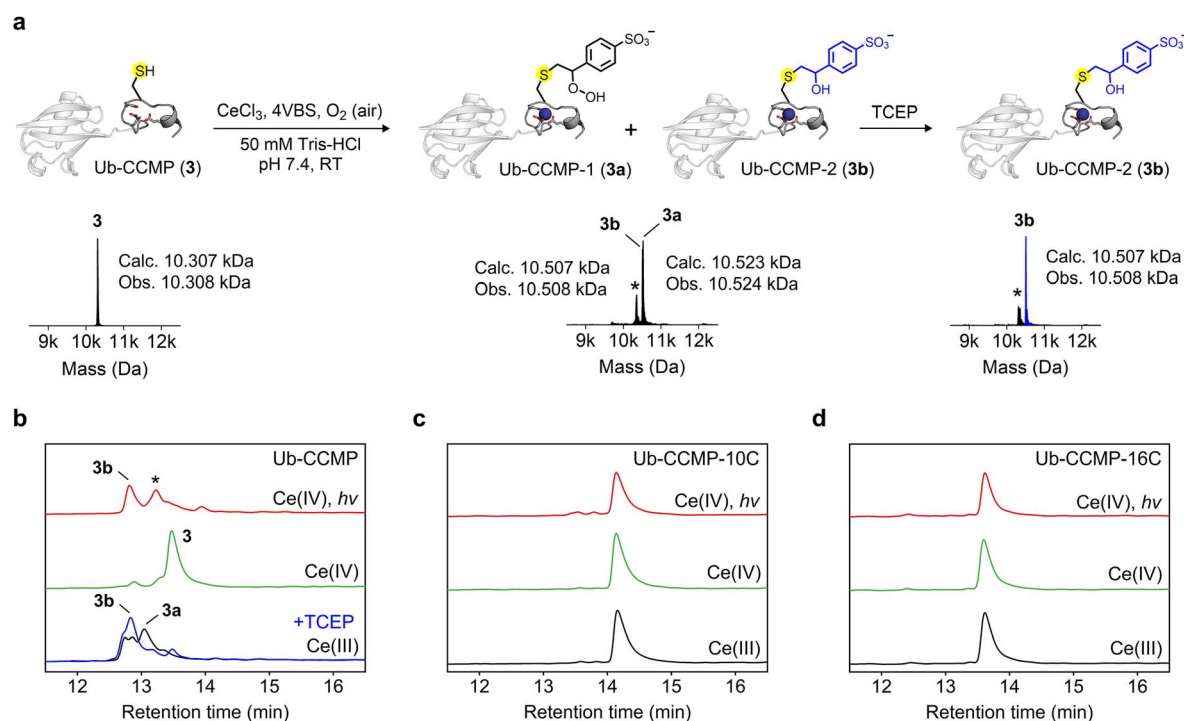 a
SH
SO₃⁻
S
O
OH
SO₃⁻
S
OH
SO₃⁻
S
OH
CeCl₃, 4VBS, O₂ (air)
50 mM Tris-HCl
pH 7.4, RT
+
TCEP
Ub-CCMP (3)
Ub-CCMP-1 (3a)
Ub-CCMP-2 (3b)
Ub-CCMP-2 (3b)
3
Calc. 10.307 kDa
Obs. 10.308 kDa
9k 10k 11k 12k
Mass (Da)
3b 3a
Calc. 10.507 kDa
Obs. 10.508 kDa
*
Calc. 10.523 kDa
Obs. 10.524 kDa
9k 10k 11k 12k
Mass (Da)
3b
*
Calc. 10.507 kDa
Obs. 10.508 kDa
9k 10k 11k 12k
Mass (Da)
b
Ub-CCMP
3b
*
Ce(IV), hv
3
Ce(IV)
3b 3a
+TCEP
Ce(III)
12 13 14 15 16
Retention time (min)
c
Ub-CCMP-10C
Ce(IV), hv
Ce(IV)
Ce(III)
12 13 14 15 16
Retention time (min)
d
Ub-CCMP-16C
Ce(IV), hv
Ce(IV)
Ce(III)
12 13 14 15 16
Retention time (min)